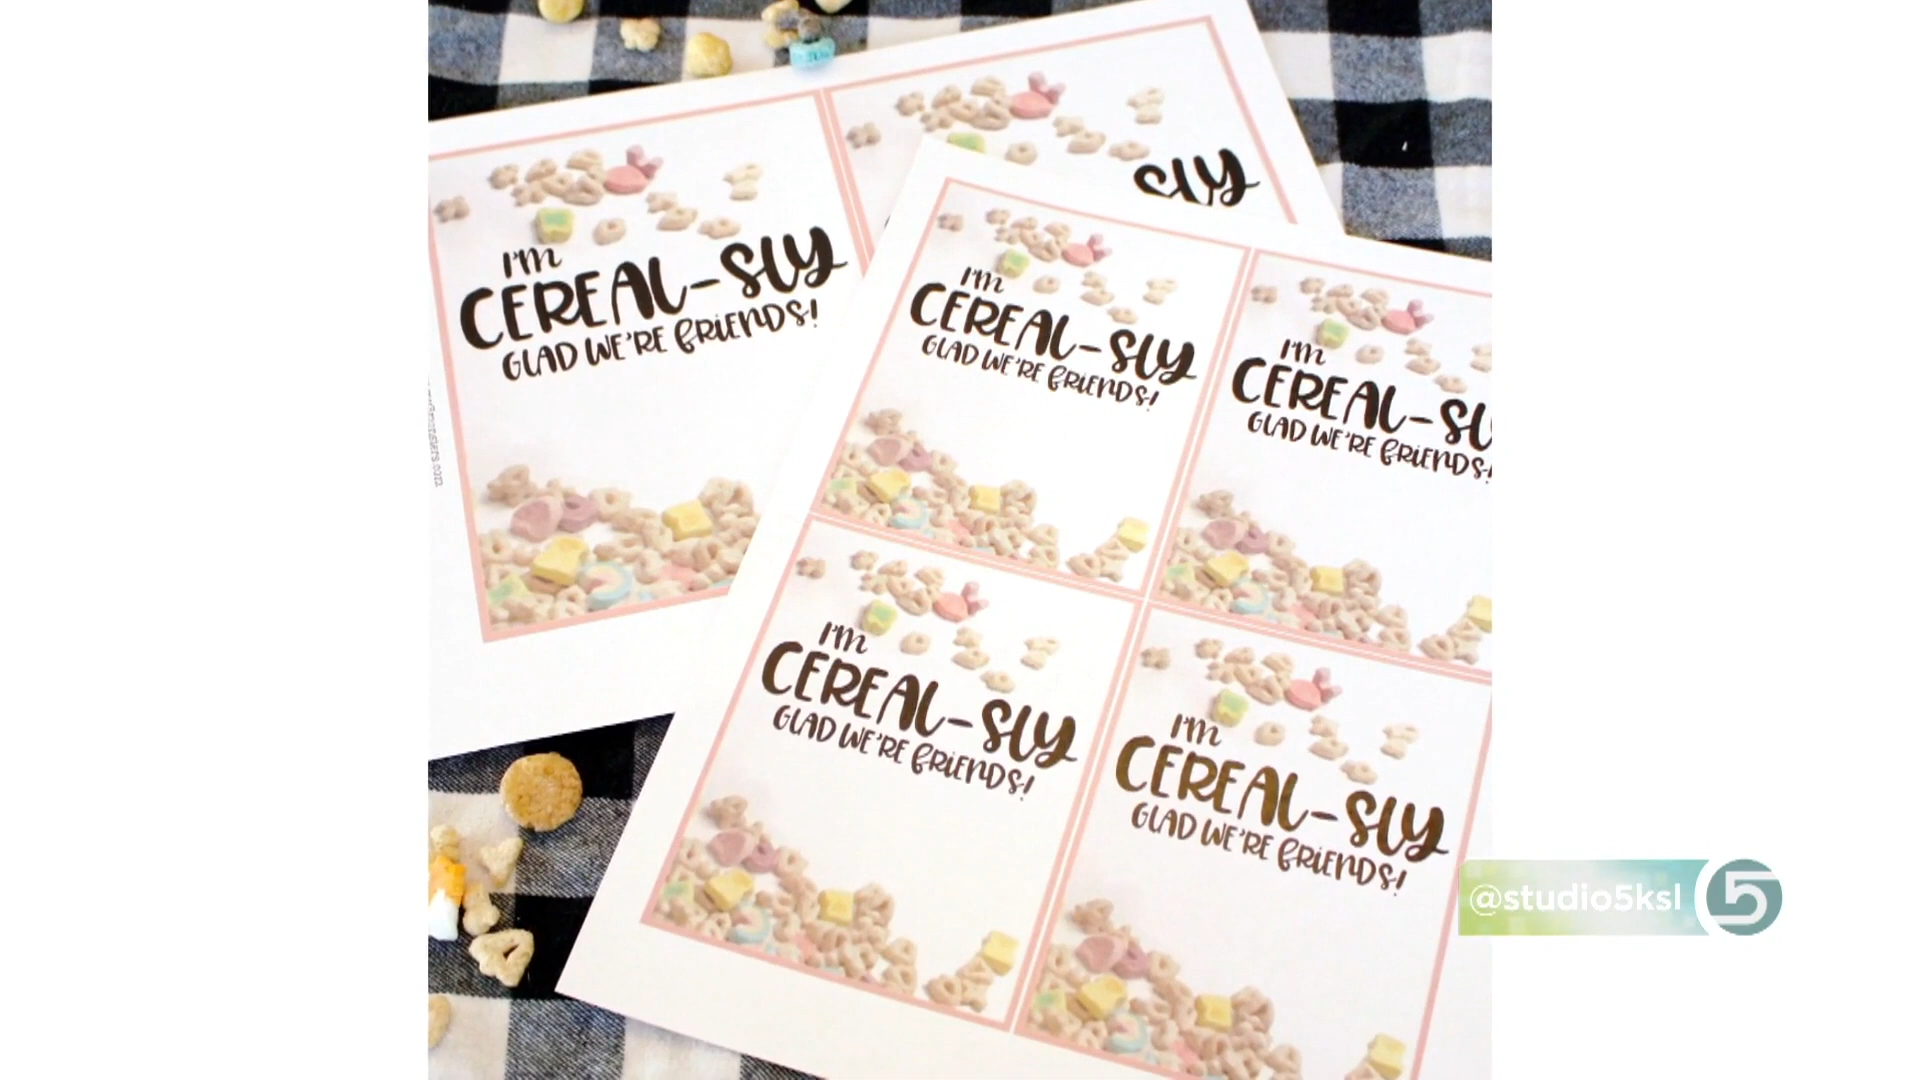 I'm
CEREAL-SLY
GLAD WE'RE FRIENDS!
SLY
I'm
CEREAL-SLY
GLAD WE'RE FRIENDS!
I'm
CEREAL-SL
GLAD WE'RE FRIENDS!
I'm
CEREAL-SLY
GLAD WE'RE FRIENDS!
I'm
CEREAL-SLY
GLAD WE'RE FRIENDS!
@studio5ksl 5